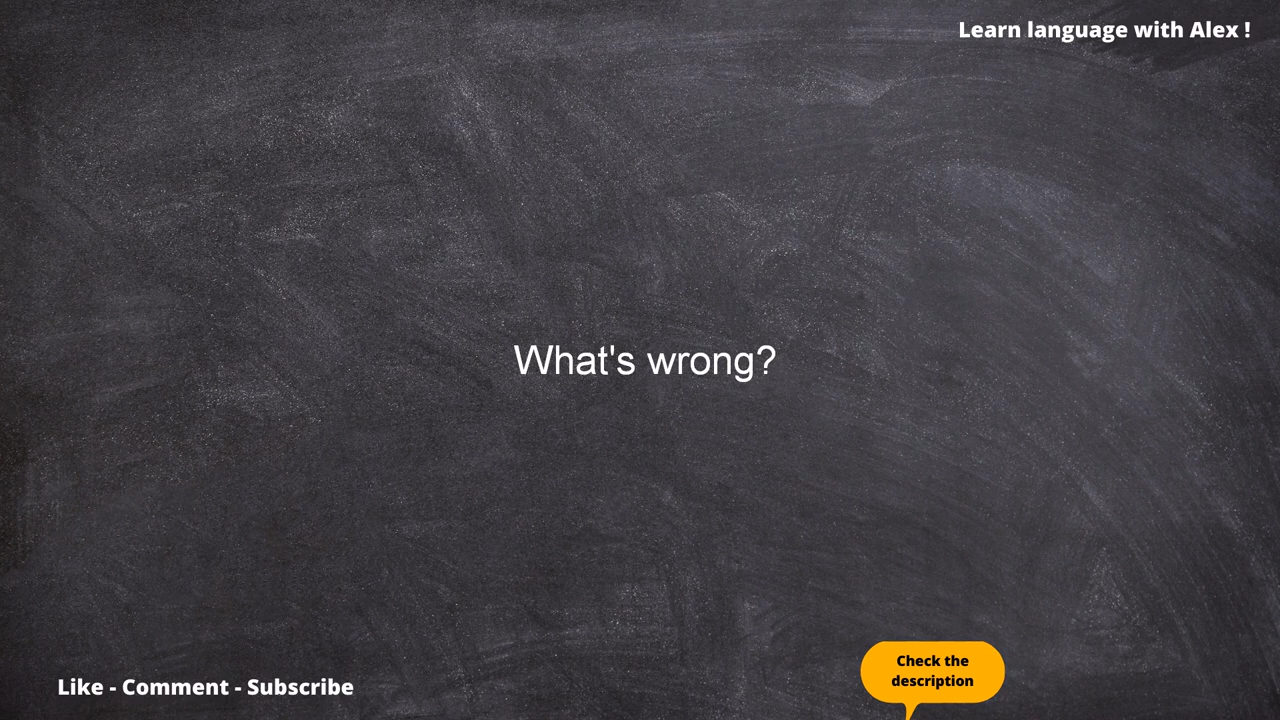 Learn language with Alex !
What's wrong?
Check the
description
Like - Comment - Subscribe